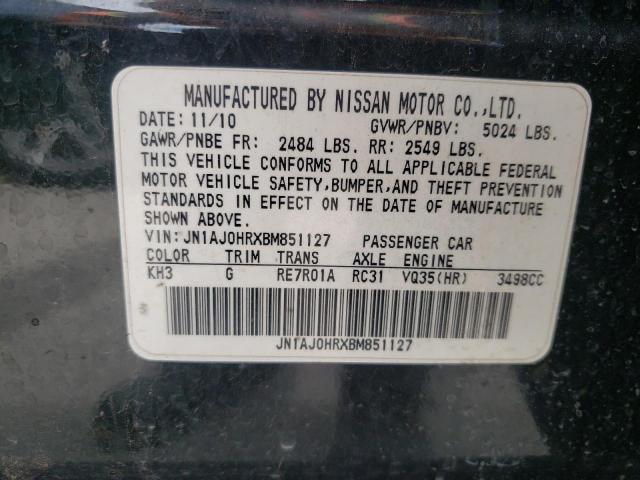 MANUFACTURED BY NISSAN MOTOR CO.,LTD.
DATE: 11/10 GVWR/PNBV: 5024 LBS.
GAWR/PNBE FR: 2484 LBS. RR: 2549 LBS.
THIS VEHICLE CONFORMS TO ALL APPLICABLE FEDERAL
MOTOR VEHICLE SAFETY,BUMPER,AND THEFT PREVENTION
STANDARDS IN EFFECT ON THE DATE OF MANUFACTURE
SHOWN ABOVE.
VIN:JN1AJ0HRXBM851127 PASSENGER CAR
COLOR TRIM TRANS AXLE ENGINE
KH3 G RE7R01A RC31 VQ35(HR) 3498CC
JN1AJ0HRXBM851127